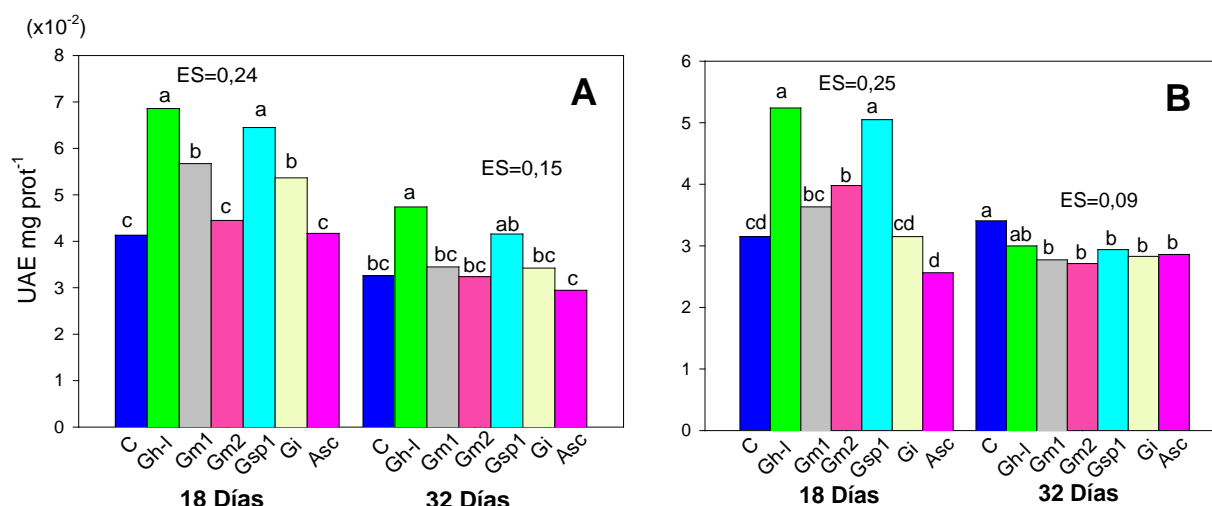 (x10-2)
UAE mg prot-1
A
8
7
6
5
4
3
2
1
0
ES=0,24
c
a
b
c
a
b
c
ES=0,15
bc
a
bc
bc
ab
bc
c
C
Gh-l
Gm1
Gm2
Gsp1
Gi
Asc
C
Gh-l
Gm1
Gm2
Gsp1
Gi
Asc
18 Días
32 Días
B
6
5
4
3
2
1
0
ES=0,25
cd
a
bc
b
a
cd
d
ES=0,09
a
ab
b
b
b
b
b
C
Gh-l
Gm1
Gm2
Gsp1
Gi
Asc
C
Gh-l
Gm1
Gm2
Gsp1
Gi
Asc
18 Días
32 Días